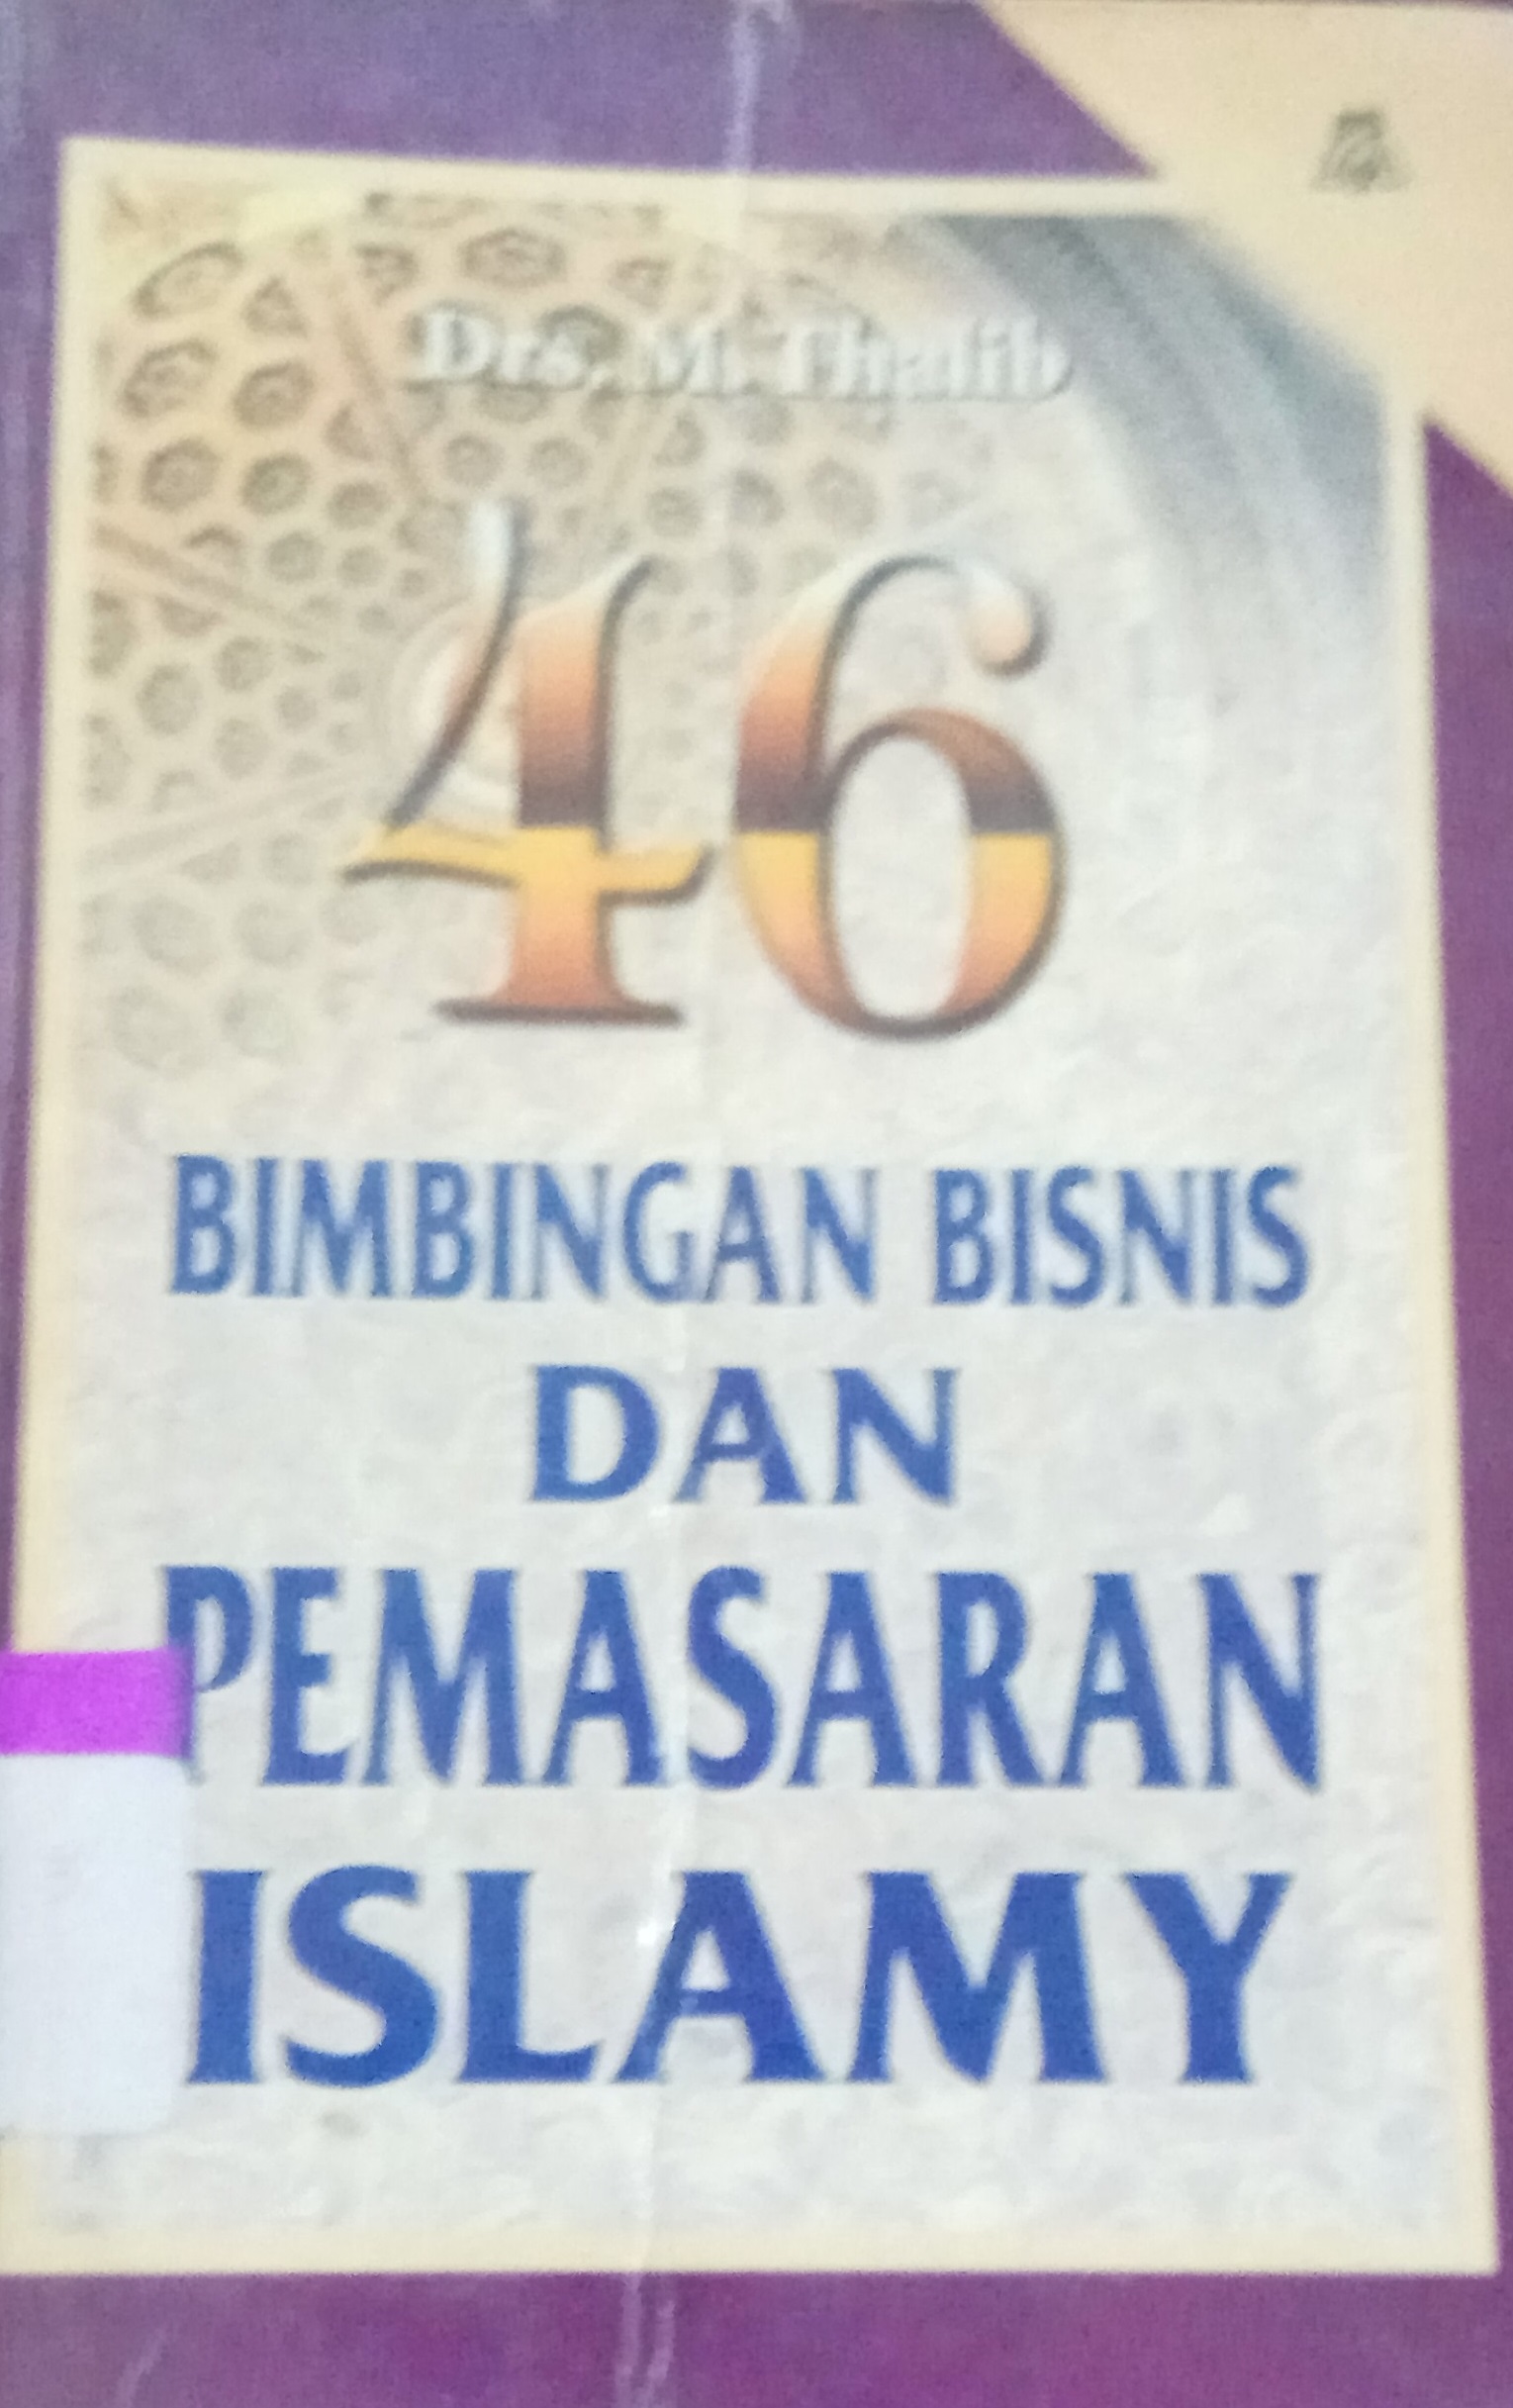 Drs. M. Thalib
46
BIMBINGAN BISNIS
DAN
PEMASARAN
ISLAMY